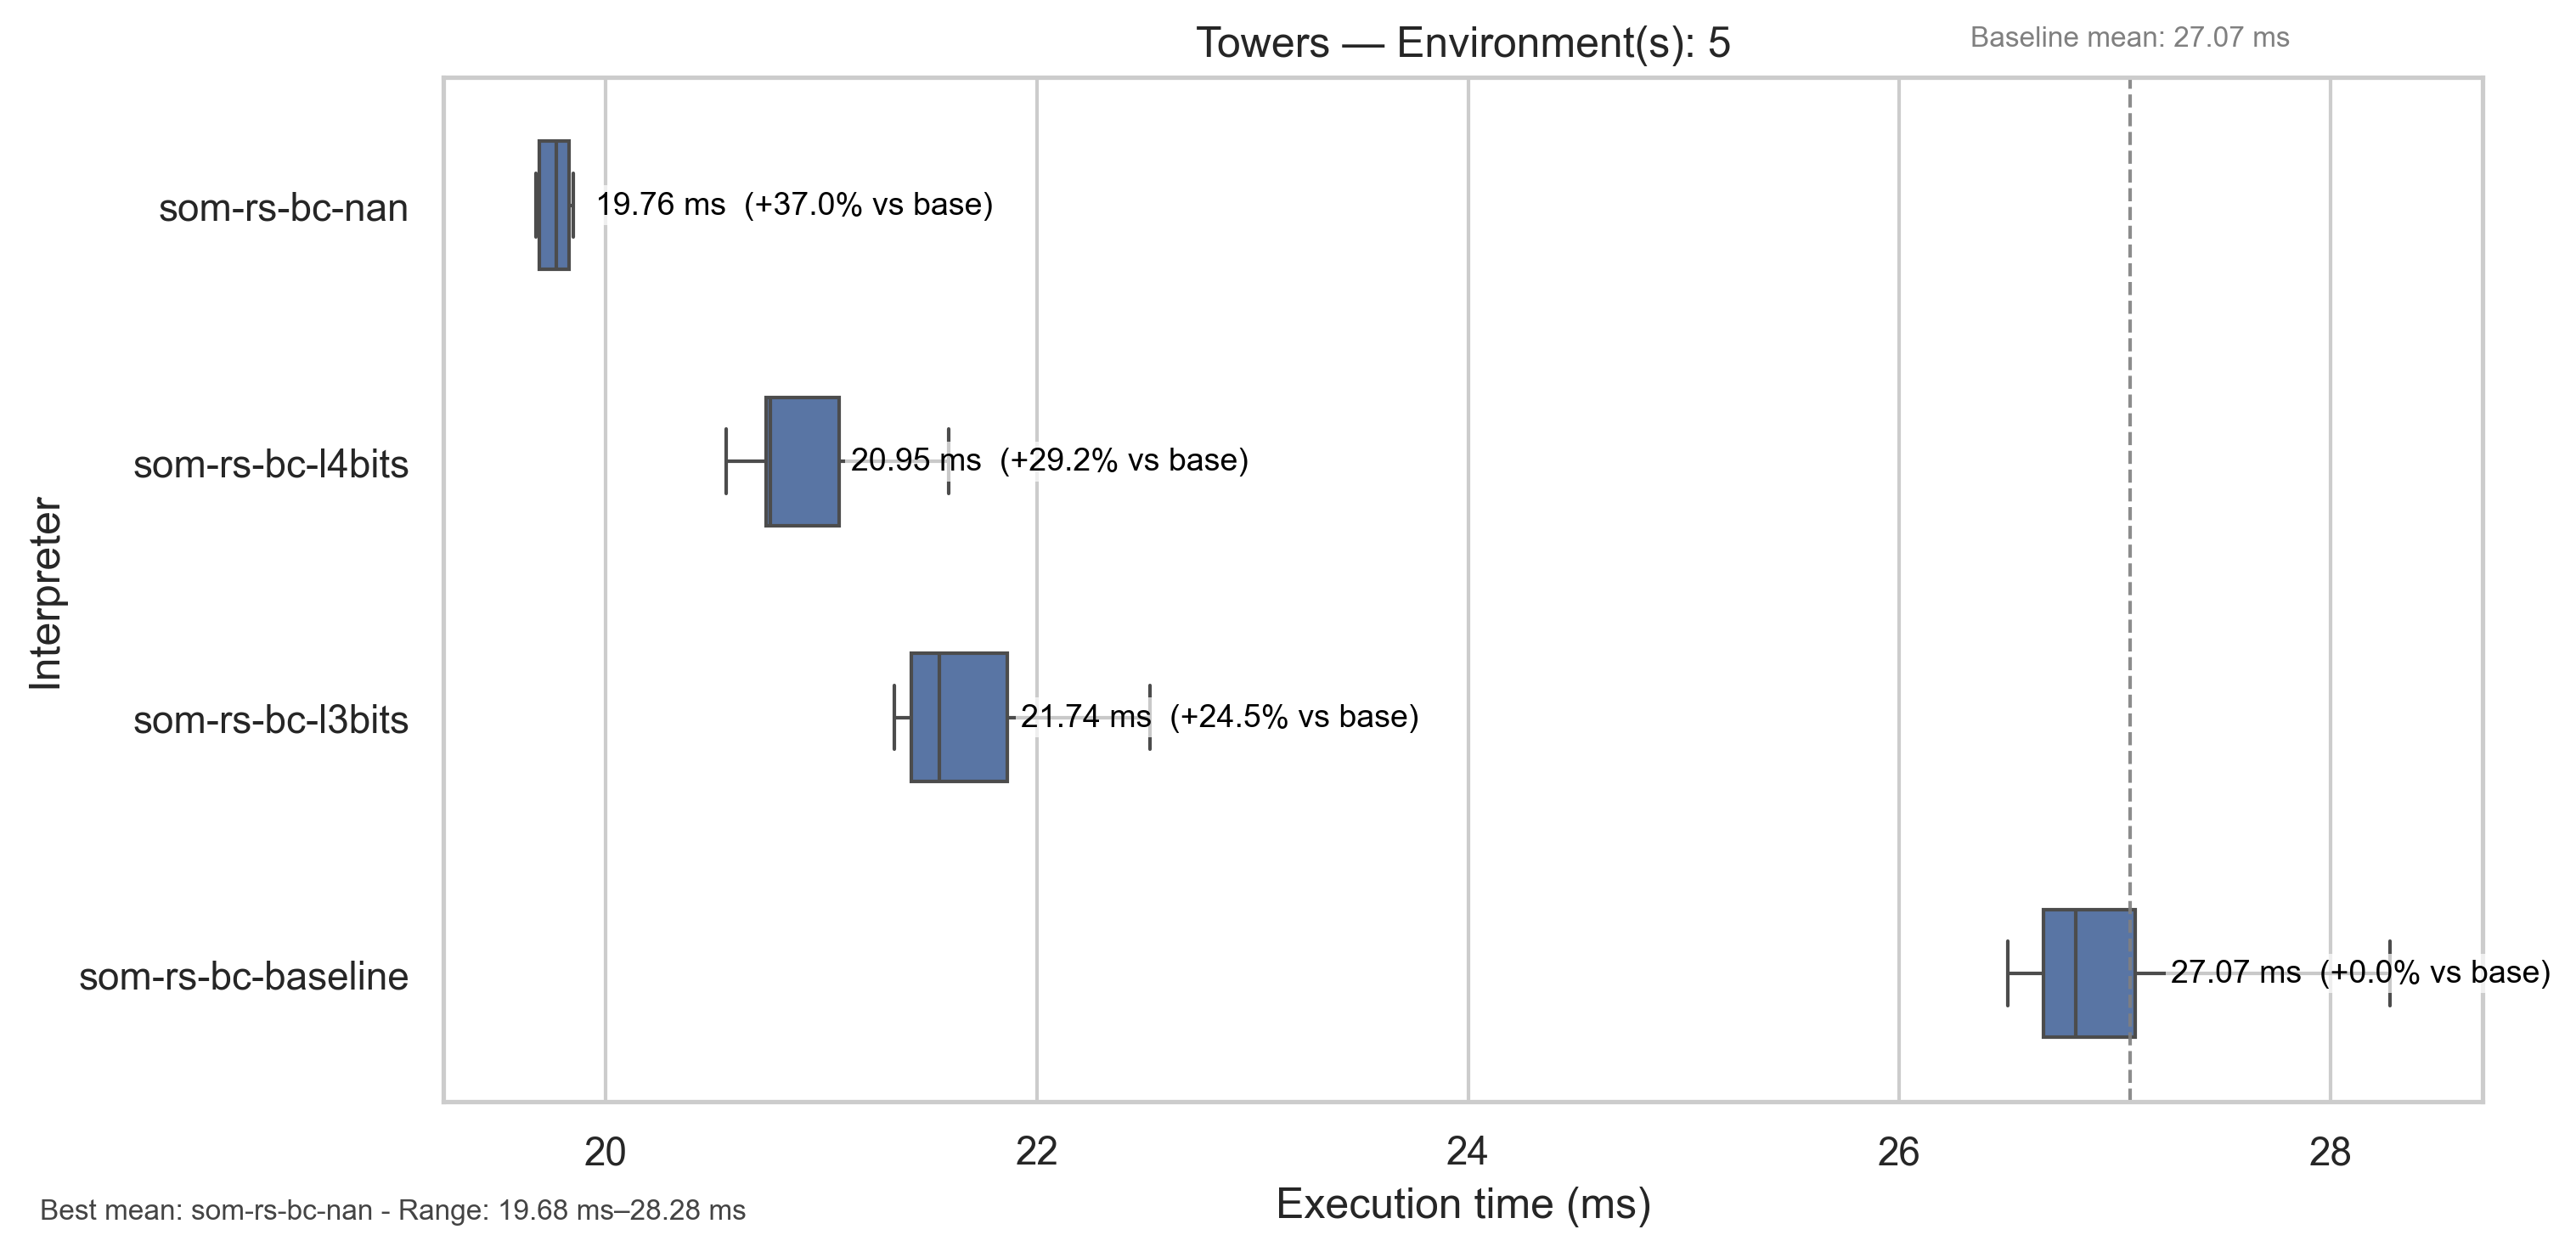 Towers — Environment(s): 5
Baseline mean: 27.07 ms
som-rs-bc-nan
19.76 ms (+37.0% vs base)
som-rs-bc-l4bits
20.95 ms (+29.2% vs base)
som-rs-bc-l3bits
21.74 ms (+24.5% vs base)
som-rs-bc-baseline
27.07 ms (+0.0% vs base)
Interpreter
20 22 24 26 28
Execution time (ms)
Best mean: som-rs-bc-nan - Range: 19.68 ms–28.28 ms